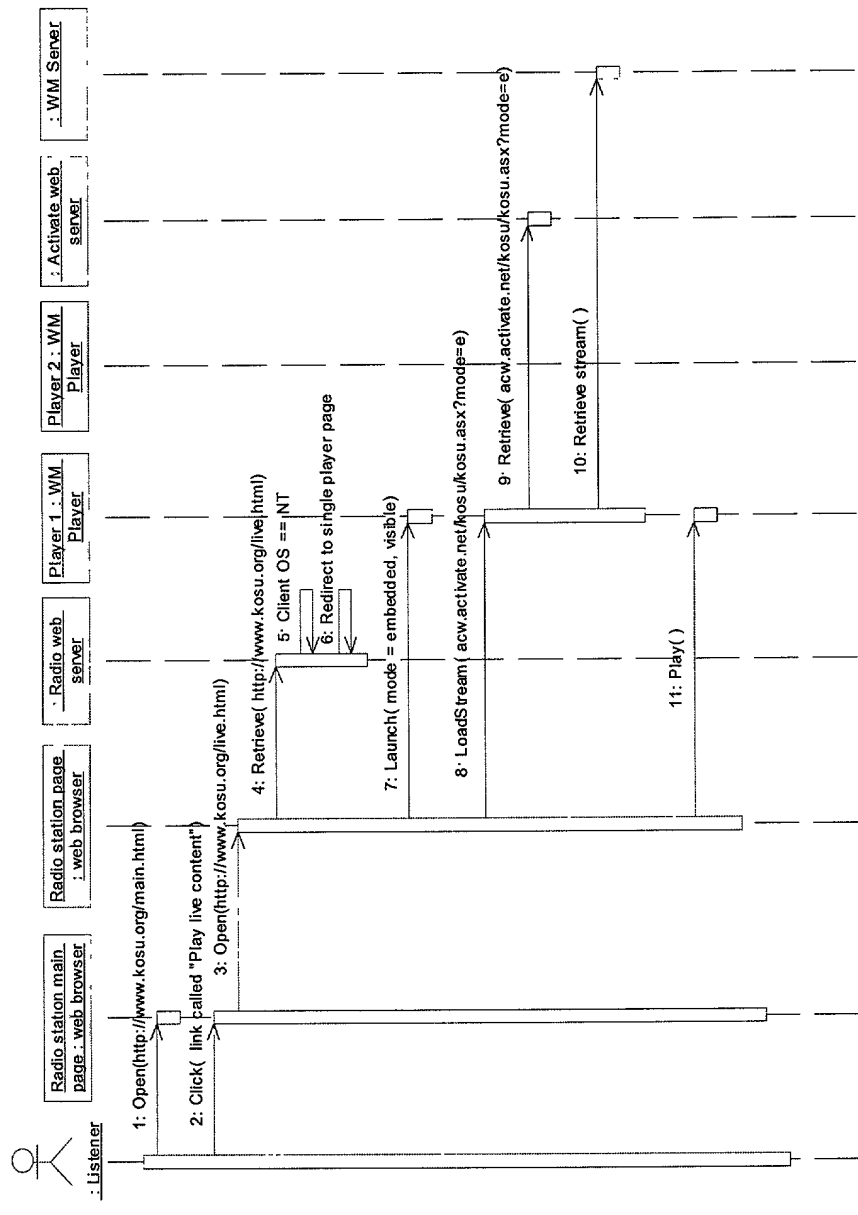 : Listener
Radio station main
page : web browser
Radio station page
: web browser
: Radio web
server
Player 1 : WM
Player
Player 2 : WM
Player
: Activate web
server
: WM Server
1: Open(http://www.kosu.org/main.html)
2: Click( link called "Play live content")
3: Open(http://www.kosu.org/live.html)
4: Retrieve( http://www.kosu.org/live.html)
5: Client OS == NT
6: Redirect to single player page
7: Launch( mode = embedded, visible)
8: LoadStream( acw.activate.net/kosu/kosu.asx?mode=e)
9: Retrieve( acw.activate.net/kosu/kosu.asx?mode=e)
10: Retrieve stream( )
11: Play( )